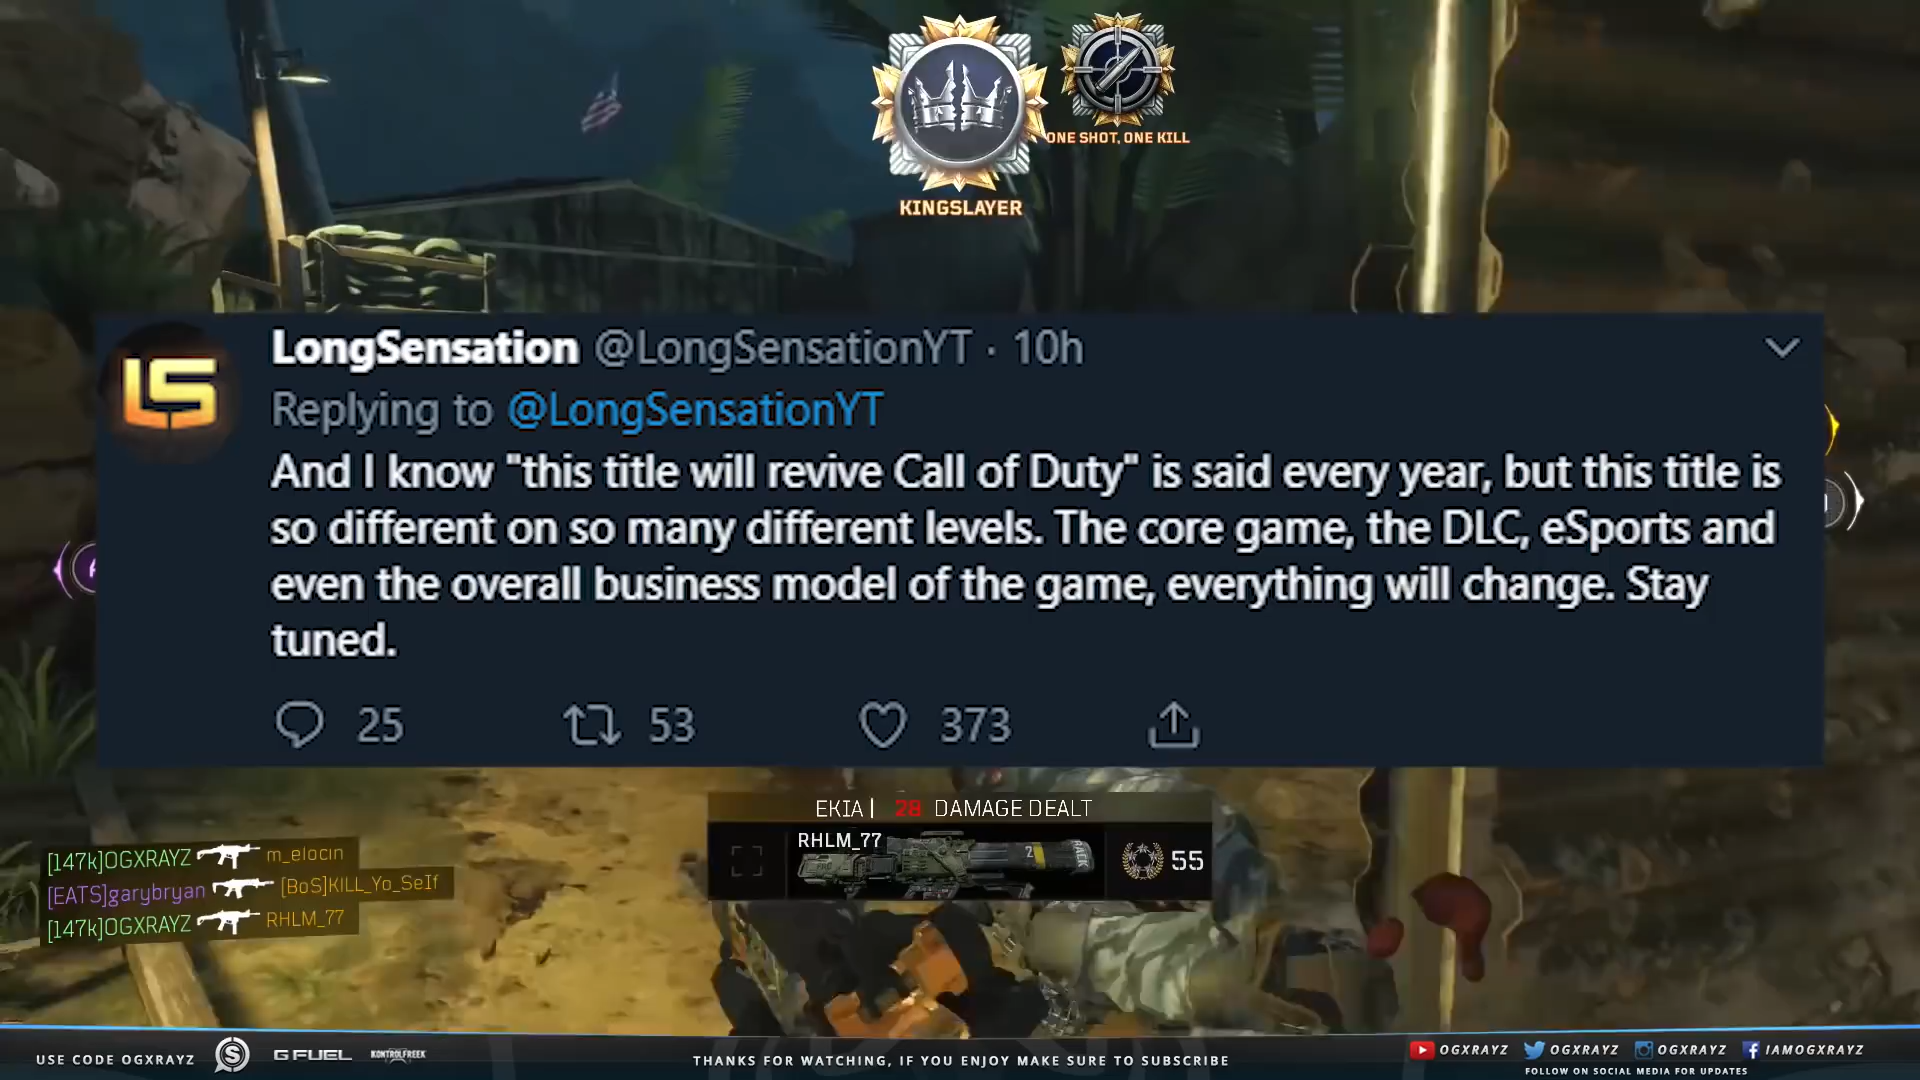 ONE SHOT, ONE KILL
KINGSLAYER
LS
LongSensation @LongSensationYT · 10h
Replying to @LongSensationYT
And I know "this title will revive Call of Duty" is said every year, but this title is
so different on so many different levels. The core game, the DLC, eSports and
even the overall business model of the game, everything will change. Stay
tuned.
25 53 373
EKIA | 28 DAMAGE DEALT
RHLM_77
2
55
[147k]OGXRAYZ m_elocin
[EATS]garybryan [BoS]KILL_Yo_Self
[147k]OGXRAYZ RHLM_77
USE CODE OGXRAYZ S G FUEL KONTROLFREEK
THANKS FOR WATCHING, IF YOU ENJOY MAKE SURE TO SUBSCRIBE
OGXRAYZ OGXRAYZ OGXRAYZ IAMOGXRAYZ
FOLLOW ON SOCIAL MEDIA FOR UPDATES